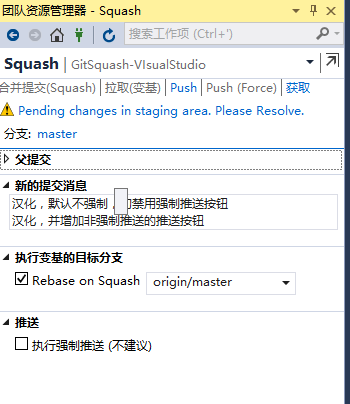 团队资源管理器 - Squash
搜索工作项 (Ctrl+')
Squash | GitSquash-VIsualStudio
合并提交(Squash) 拉取(变基) Push Push (Force) 获取
Pending changes in staging area. Please Resolve.
分支: master
父提交
新的提交消息
汉化，默认不强制，禁用强制推送按钮
汉化，并增加非强制推送的推送按钮
执行变基的目标分支
Rebase on Squash origin/master
推送
执行强制推送 (不建议)